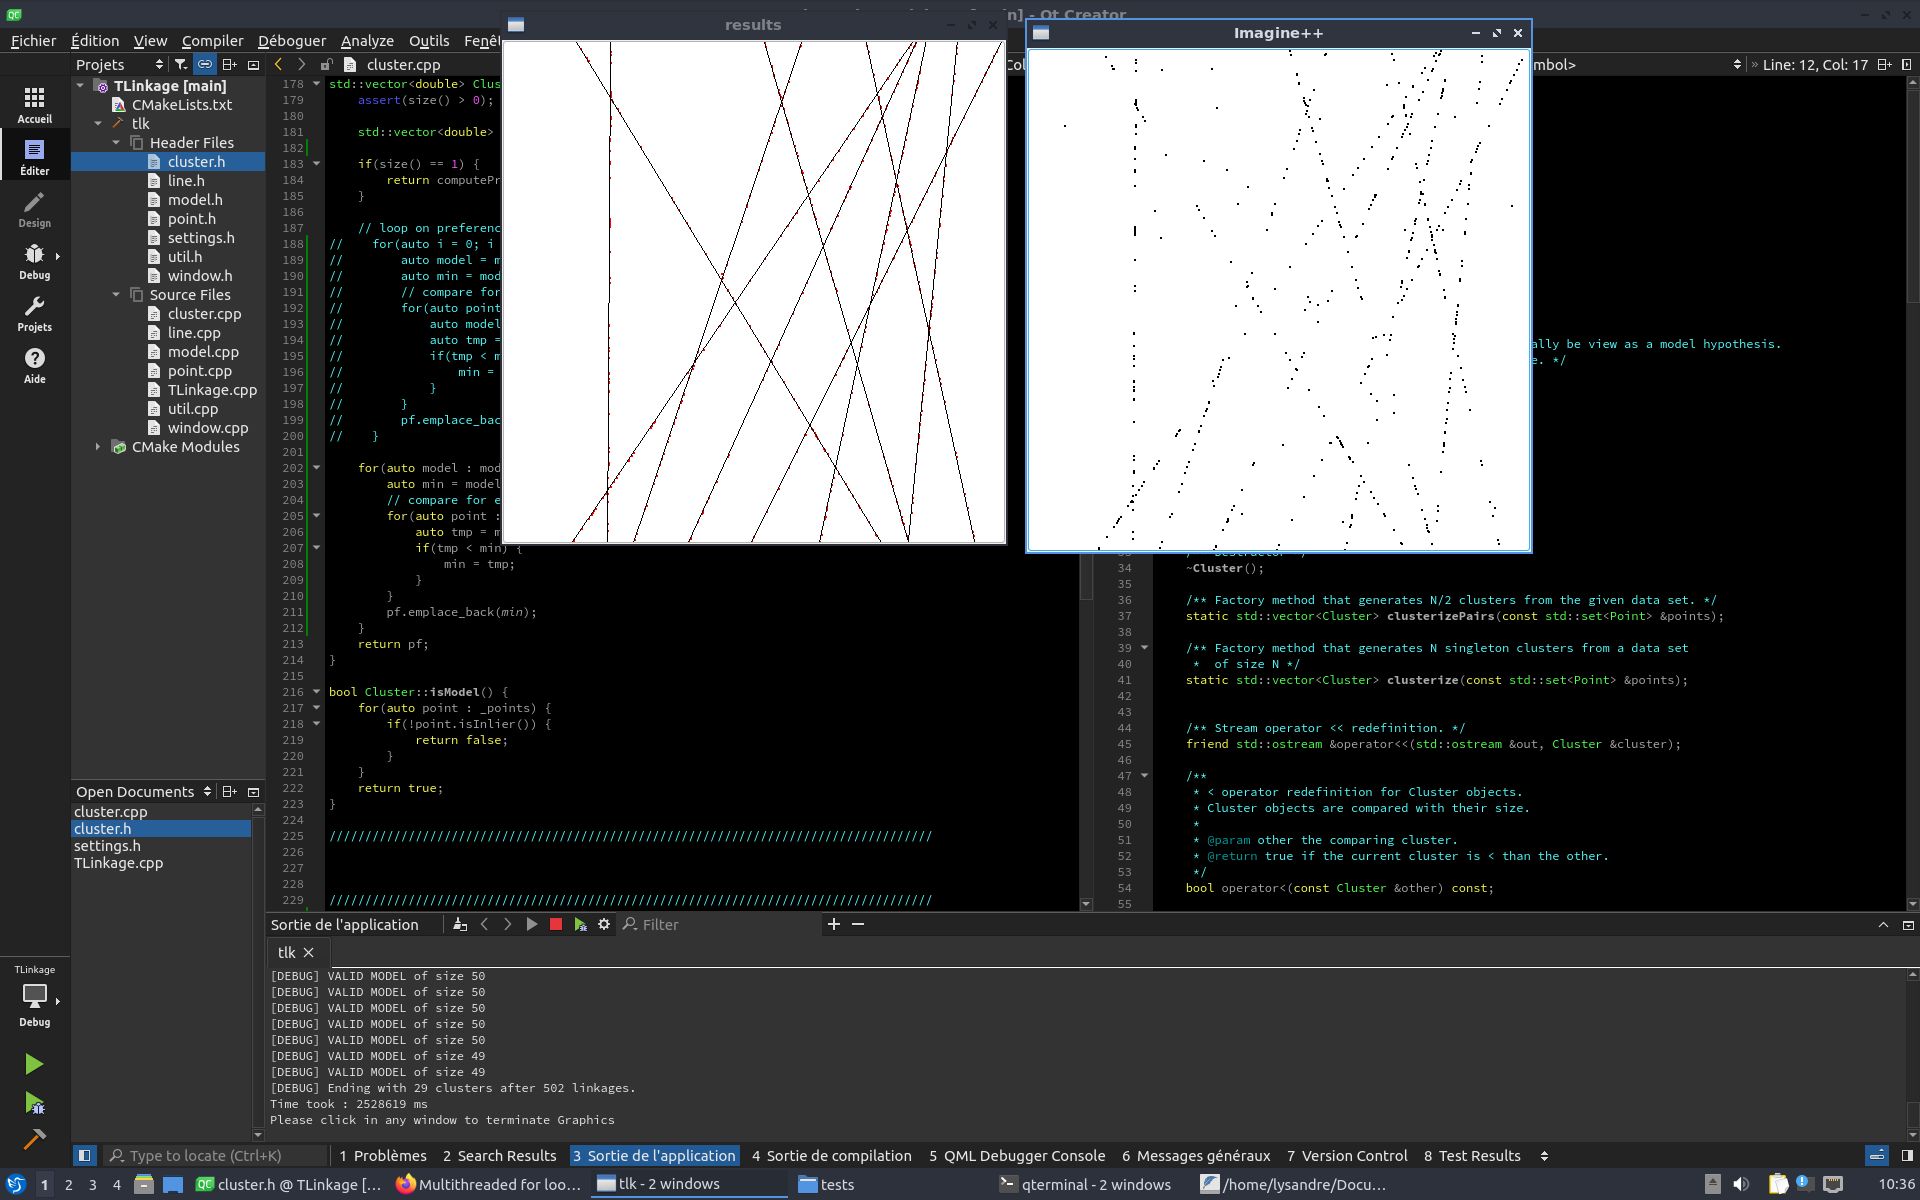 n] - Qt Creator
Fichier Édition View Compiler Déboguer Analyze Outils Fenê
results
Imagine++
Projets
cluster.cpp
Col
mbol>
Line: 12, Col: 17
Accueil
Éditer
Design
Debug
Projets
Aide
TLinkage [main]
CMakeLists.txt
tlk
Header Files
cluster.h
line.h
model.h
point.h
settings.h
util.h
window.h
Source Files
cluster.cpp
line.cpp
model.cpp
point.cpp
TLinkage.cpp
util.cpp
window.cpp
CMake Modules
Open Documents
cluster.cpp
cluster.h
settings.h
TLinkage.cpp
TLinkage
Debug
178 std::vector<double> Clus
179 assert(size() > 0);
180
181 std::vector<double>
182
183 if(size() == 1) {
184 return computePr
185 }
186
187 // loop on preferenc
188 // for(auto i = 0; i
189 // auto model = m
190 // auto min = mod
191 // // compare for
192 // for(auto point
193 // auto model
194 // auto tmp =
195 // if(tmp < m
196 // min =
197 // }
198 // }
199 // pf.emplace_bac
200 // }
201
202 for(auto model : mod
203 auto min = model
204 // compare for e
205 for(auto point :
206 auto tmp = m
207 if(tmp < min) {
208 min = tmp;
209 }
210 }
211 pf.emplace_back(min);
212 }
213 return pf;
214 }
215
216 bool Cluster::isModel() {
217 for(auto point : _points) {
218 if(!point.isInlier()) {
219 return false;
220 }
221 }
222 return true;
223 }
224
225 ////////////////////////////////////////////////////////////////////////////////////
226
227
228
229 ////////////////////////////////////////////////////////////////////////////////////
ally be view as a model hypothesis.
e. */
34 ~Cluster();
35
36 /** Factory method that generates N/2 clusters from the given data set. */
37 static std::vector<Cluster> clusterizePairs(const std::set<Point> &points);
38
39 /** Factory method that generates N singleton clusters from a data set
40 * of size N */
41 static std::vector<Cluster> clusterize(const std::set<Point> &points);
42
43
44 /** Stream operator << redefinition. */
45 friend std::ostream &operator<<(std::ostream &out, Cluster &cluster);
46
47 /**
48 * < operator redefinition for Cluster objects.
49 * Cluster objects are compared with their size.
50 *
51 * @param other the comparing cluster.
52 * @return true if the current cluster is < than the other.
53 */
54 bool operator<(const Cluster &other) const;
55
Sortie de l'application
Filter
tlk
[DEBUG] VALID MODEL of size 50
[DEBUG] VALID MODEL of size 50
[DEBUG] VALID MODEL of size 50
[DEBUG] VALID MODEL of size 50
[DEBUG] VALID MODEL of size 50
[DEBUG] VALID MODEL of size 49
[DEBUG] VALID MODEL of size 49
[DEBUG] Ending with 29 clusters after 502 linkages.
Time took : 2528619 ms
Please click in any window to terminate Graphics
Type to locate (Ctrl+K) 1 Problèmes 2 Search Results 3 Sortie de l'application 4 Sortie de compilation 5 QML Debugger Console 6 Messages généraux 7 Version Control 8 Test Results
1 2 3 4 QC cluster.h @ TLinkage [... Multithreaded for loo... tlk - 2 windows tests qterminal - 2 windows /home/lysandre/Docu... 10:36